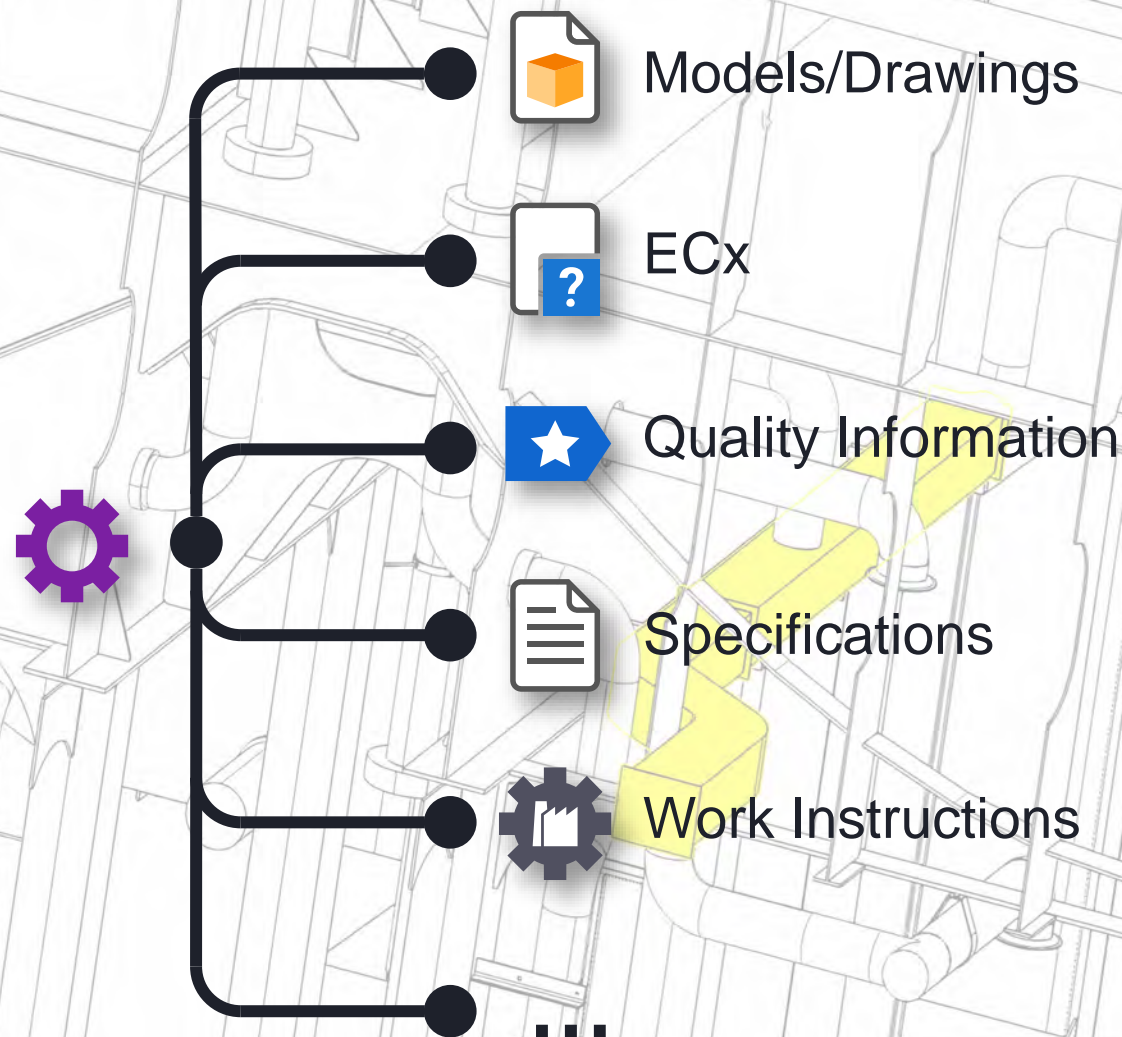 Models/Drawings
ECx
?
Quality Information
Specifications
Work Instructions
...